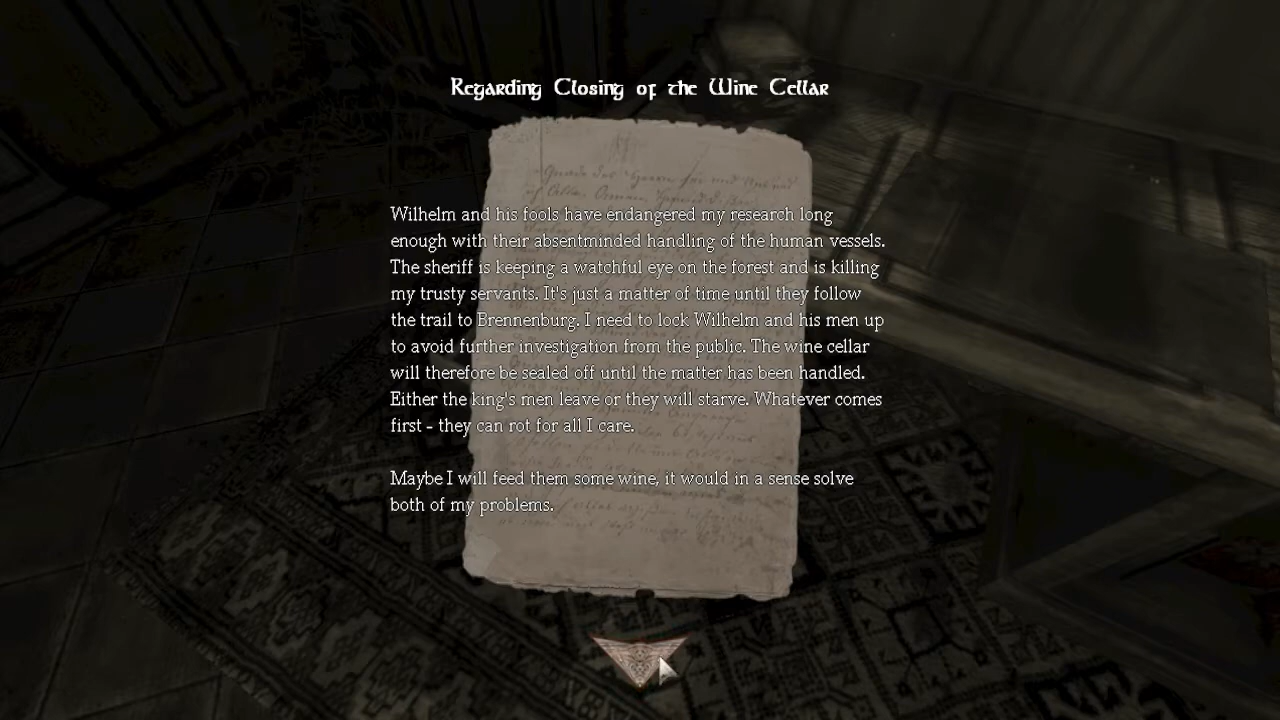 Regarding Closing of the Wine Cellar
Wilhelm and his fools have endangered my research long
enough with their absentminded handling of the human vessels.
The sheriff is keeping a watchful eye on the forest and is killing
my trusty servants. It's just a matter of time until they follow
the trail to Brennenburg. I need to lock Wilhelm and his men up
to avoid further investigation from the public. The wine cellar
will therefore be sealed off until the matter has been handled.
Either the king's men leave or they will starve. Whatever comes
first - they can rot for all I care.
Maybe I will feed them some wine, it would in a sense solve
both of my problems.